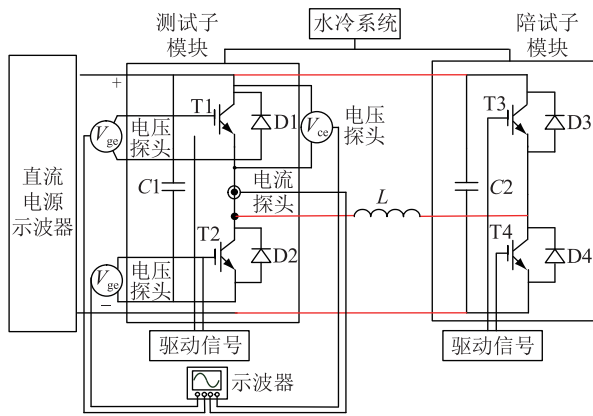 测试子
模块
水冷系统
陪试子
模块
+
T1
D1
V_ge
电压
探头
V_ce
电压
探头
T3
D3
直流
电源
示波器
C1
电流
探头
C2
L
T2
D2
T4
D4
V_ge
电压
探头
−
驱动信号
驱动信号
示波器